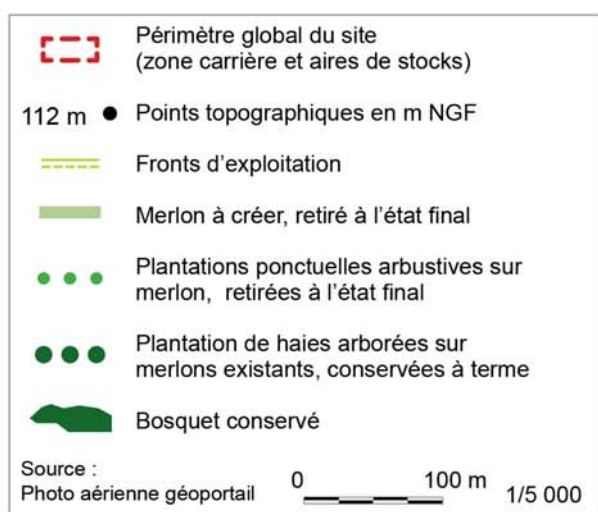 Périmètre global du site
(zone carrière et aires de stocks)
112 m Points topographiques en m NGF
Fronts d'exploitation
Merlon à créer, retiré à l'état final
Plantations ponctuelles arbustives sur
merlon, retirées à l'état final
Plantation de haies arborées sur
merlons existants, conservées à terme
Bosquet conservé
Source :
Photo aérienne géoportail
0 100 m 1/5 000